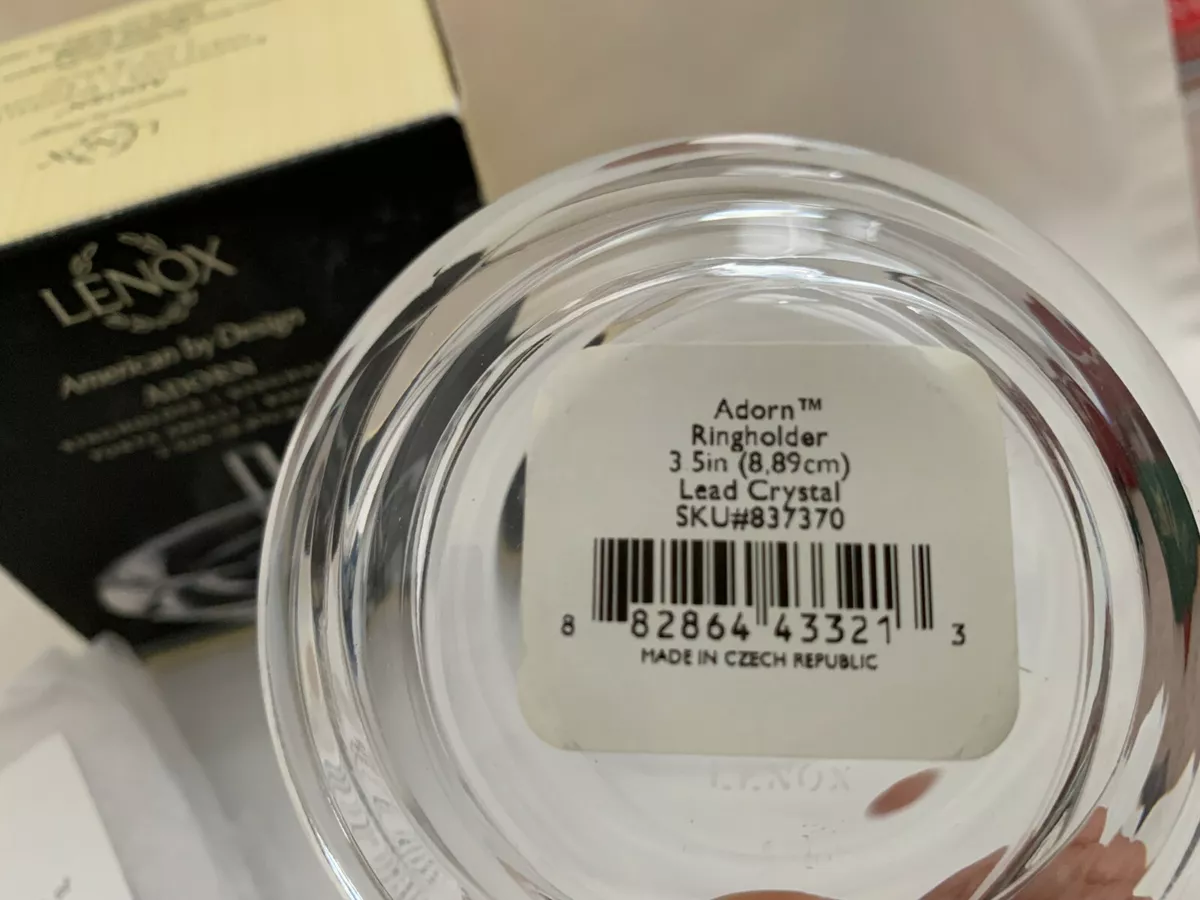 LENOX
American by Design
ADORN
Adorn™
Ringholder
3.5in (8,89cm)
Lead Crystal
SKU#837370
8 82864 43321 3
MADE IN CZECH REPUBLIC
LENOX